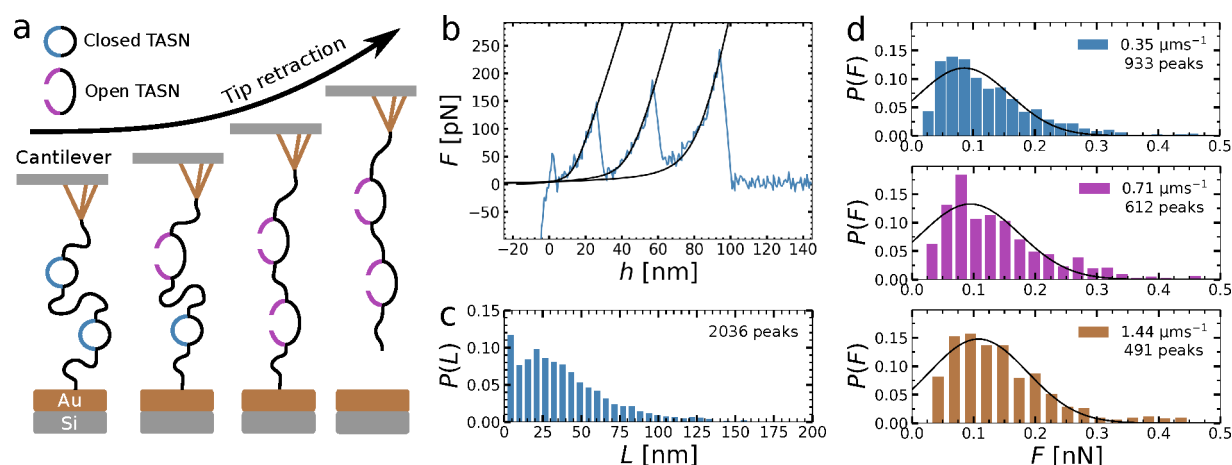 a
Closed TASN
Open TASN
Tip retraction
Cantilever
Au
Si
b
250
200
150
100
50
0
−50
F [pN]
−20 0 20 40 60 80 100 120 140
h [nm]
c
2036 peaks
0.15
0.10
0.05
0.00
P(L)
0 25 50 75 100 125 150 175 200
L [nm]
d
0.35 µms⁻¹
933 peaks
0.15
0.10
0.05
0.00
P(F)
0.0 0.1 0.2 0.3 0.4 0.5
0.71 µms⁻¹
612 peaks
0.20
0.15
0.10
0.05
0.00
P(F)
0.0 0.1 0.2 0.3 0.4 0.5
1.44 µms⁻¹
491 peaks
0.15
0.10
0.05
0.00
P(F)
0.0 0.1 0.2 0.3 0.4 0.5
F [nN]